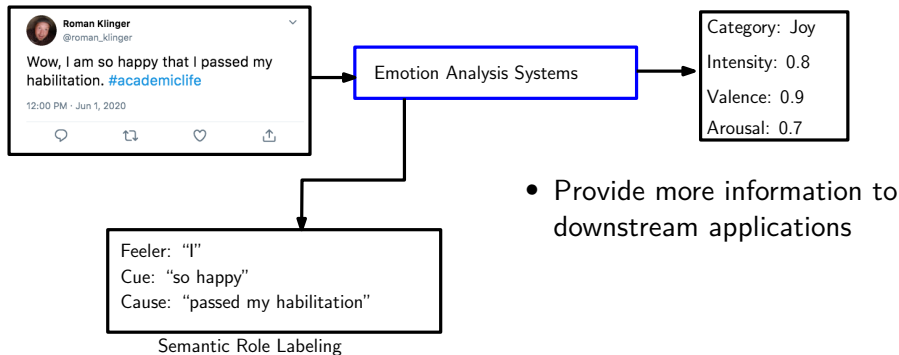 Roman Klinger
@roman_klinger
Wow, I am so happy that I passed my
habilitation. #academiclife
12:00 PM · Jun 1, 2020
Emotion Analysis Systems
Category: Joy
Intensity: 0.8
Valence: 0.9
Arousal: 0.7
• Provide more information to
downstream applications
Feeler: “I”
Cue: “so happy”
Cause: “passed my habilitation”
Semantic Role Labeling